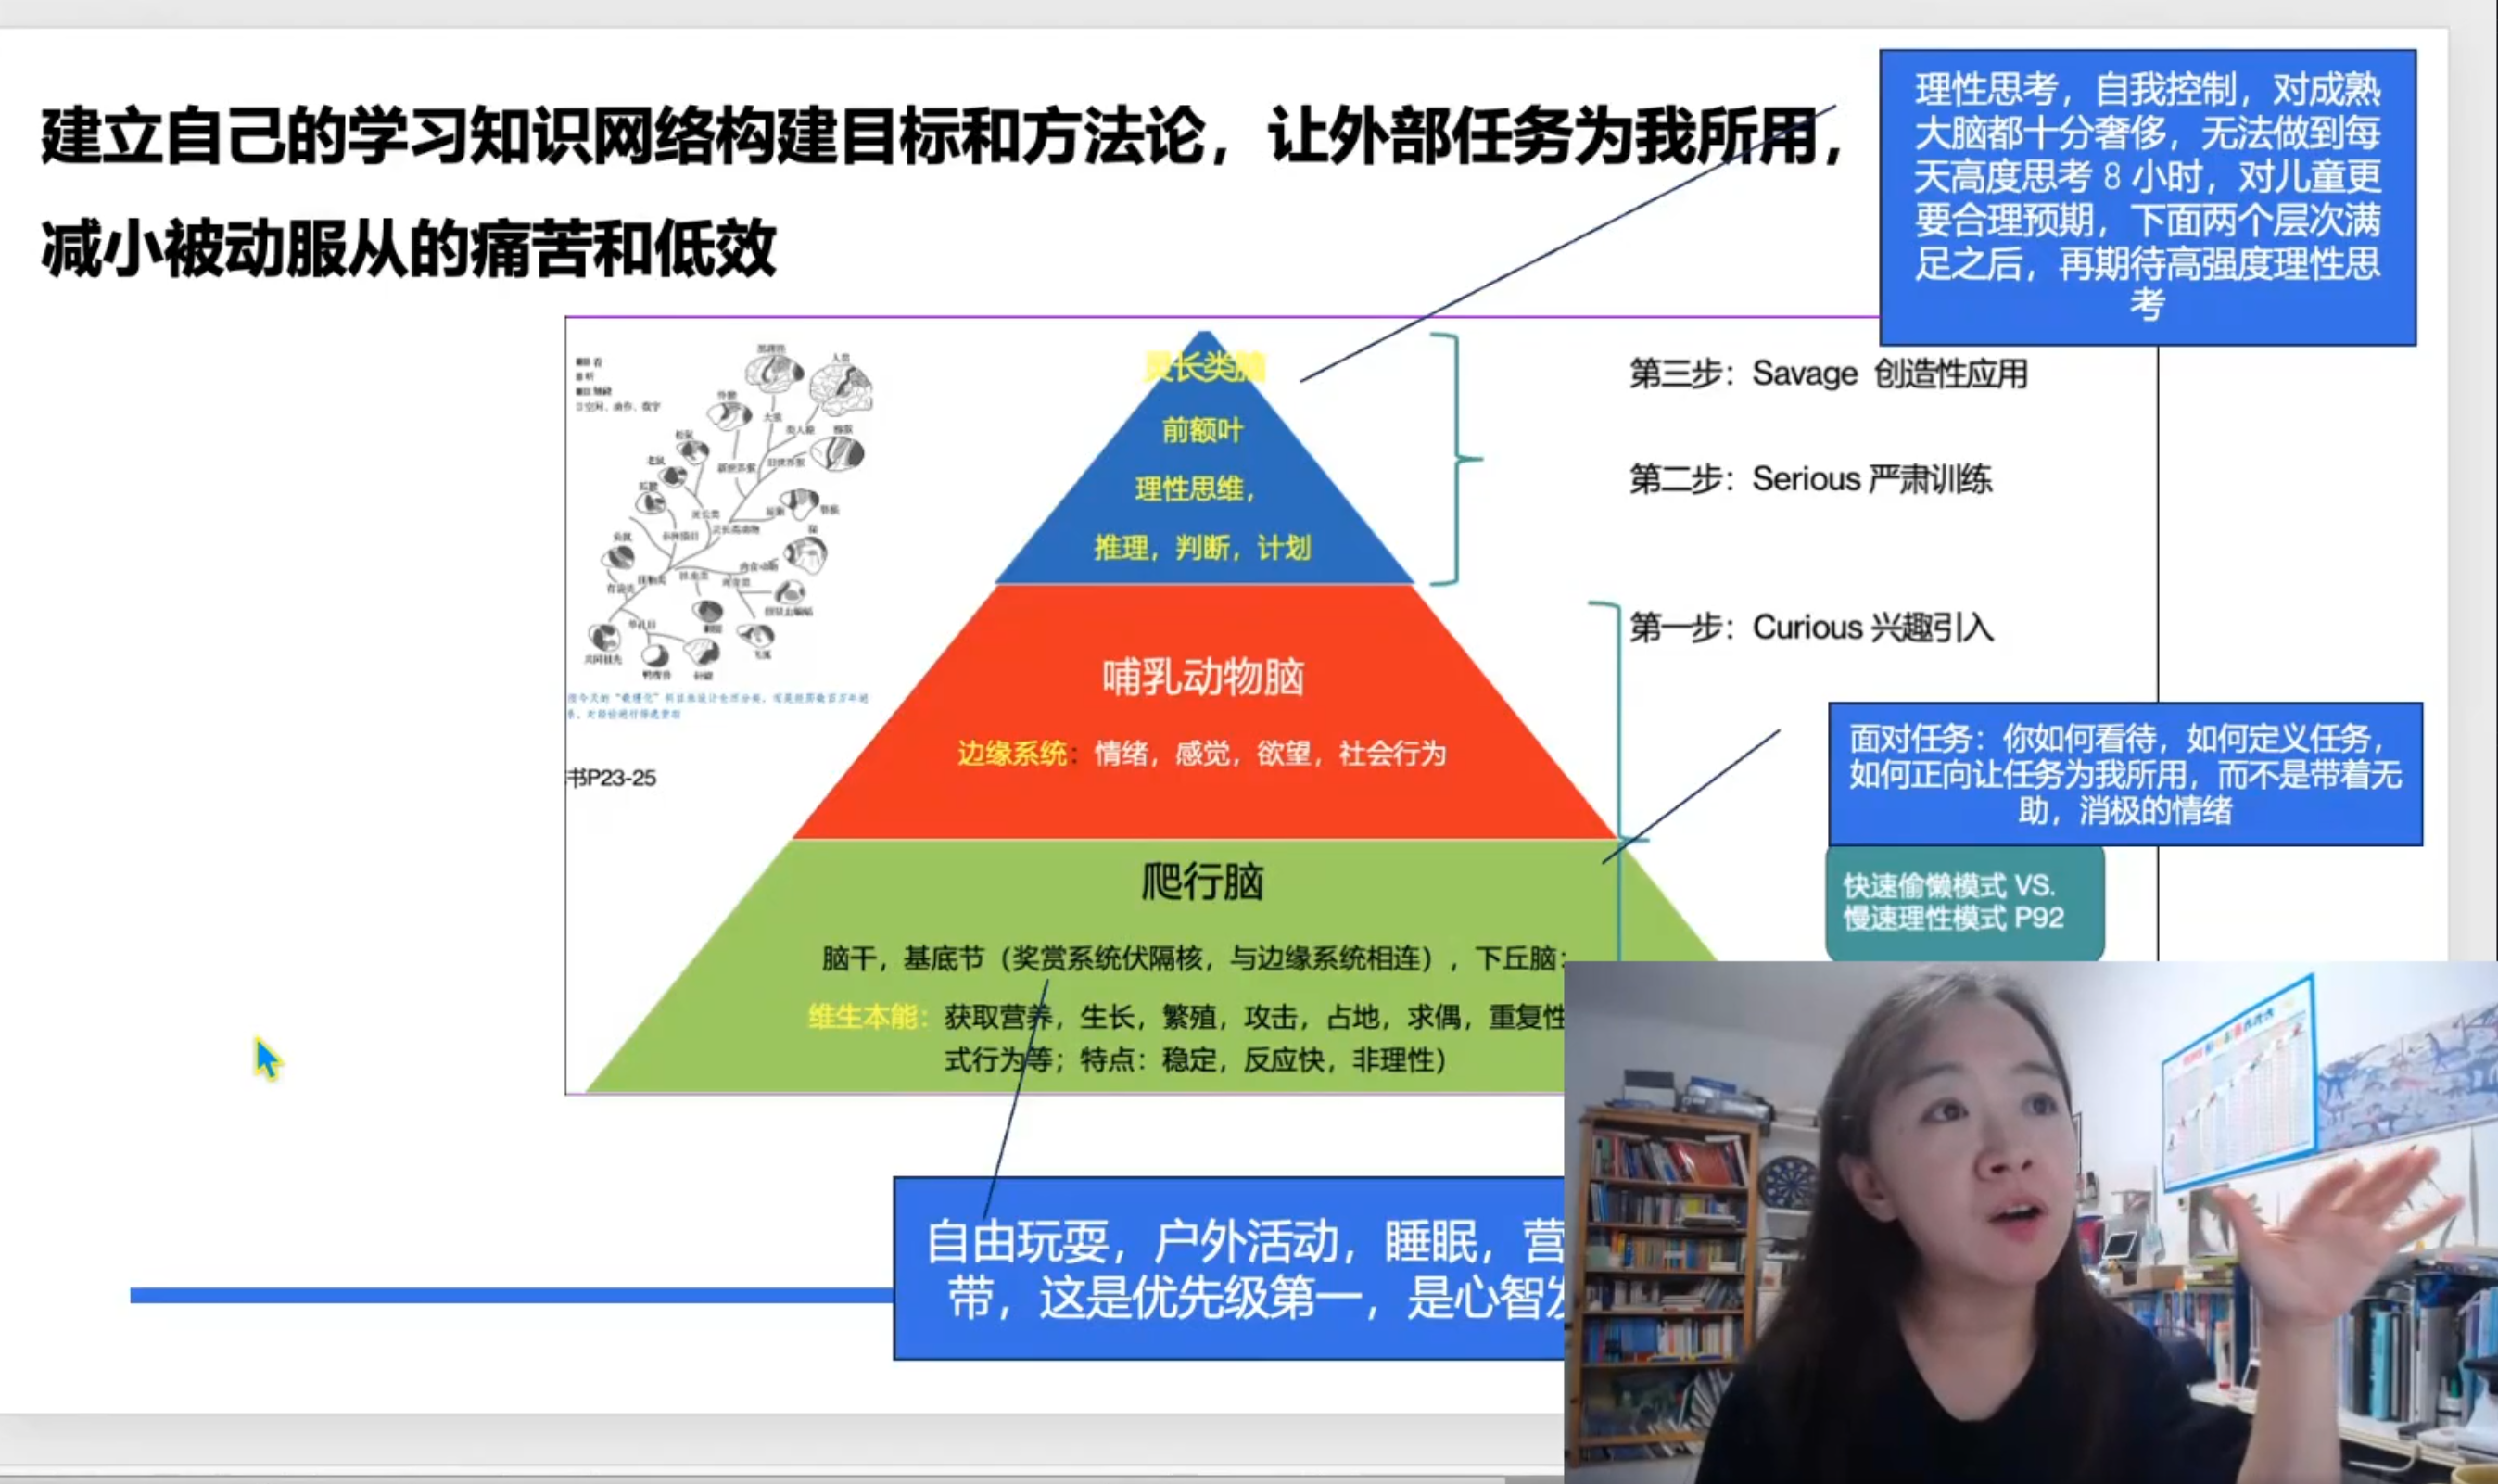 建立自己的学习知识网络构建目标和方法论，让外部任务为我所用，
减小被动服从的痛苦和低效
理性思考，自我控制，对成熟
大脑都十分奢侈，无法做到每
天高度思考 8 小时，对儿童更
要合理预期，下面两个层次满
足之后，再期待高强度理性思
考
灵长类脑
前额叶
理性思维，
推理，判断，计划
第三步：Savage 创造性应用
第二步：Serious 严肃训练
第一步：Curious 兴趣引入
哺乳动物脑
边缘系统：情绪，感觉，欲望，社会行为
书P23-25
面对任务：你如何看待，如何定义任务，
如何正向让任务为我所用，而不是带着无
助，消极的情绪
快速偷懒模式 VS.
慢速理性模式 P92
爬行脑
脑干，基底节（奖赏系统伏隔核，与边缘系统相连），下丘脑：
维生本能：获取营养，生长，繁殖，攻击，占地，求偶，重复性
式行为等；特点：稳定，反应快，非理性）
自由玩耍，户外活动，睡眠，营
带，这是优先级第一，是心智